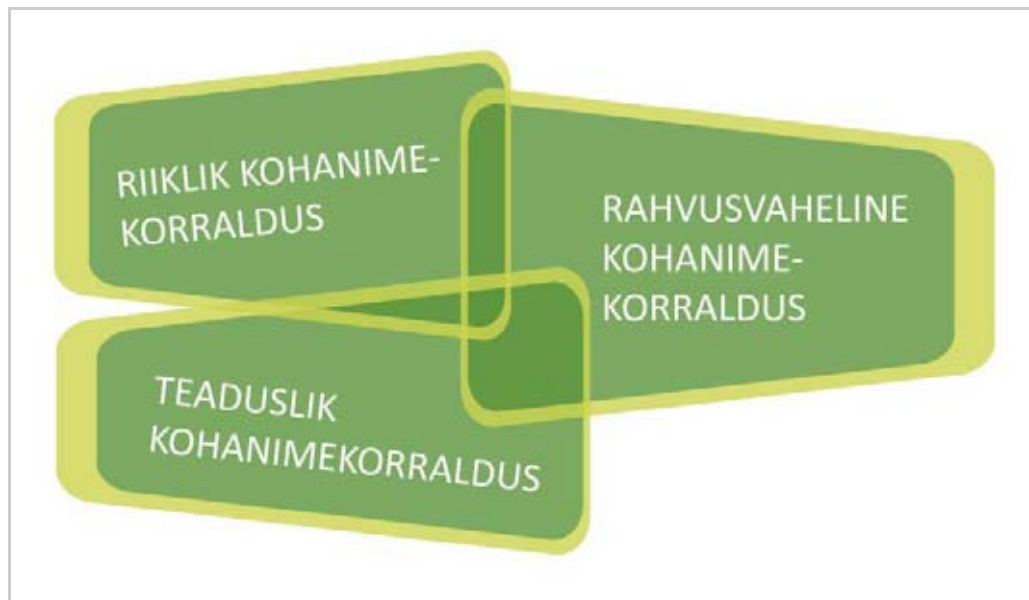 RIIKLIK KOHANIME-
KORRALDUS
RAHVUSVAHELINE
KOHANIME-
KORRALDUS
TEADUSLIK
KOHANIMEKORRALDUS